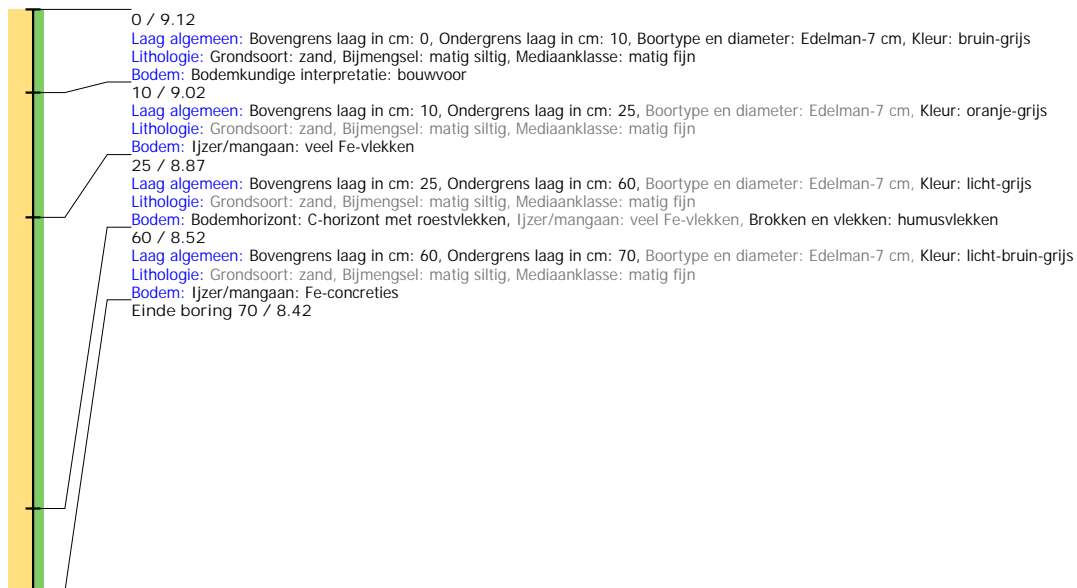 0 / 9.12
Laag algemeen: Bovengrens laag in cm: 0, Ondergrens laag in cm: 10, Boortype en diameter: Edelman-7 cm, Kleur: bruin-grijs
Lithologie: Grondsoort: zand, Bijmengsel: matig siltig, Mediaanklasse: matig fijn
Bodem: Bodemkundige interpretatie: bouwvoor
10 / 9.02
Laag algemeen: Bovengrens laag in cm: 10, Ondergrens laag in cm: 25, Boortype en diameter: Edelman-7 cm, Kleur: oranje-grijs
Lithologie: Grondsoort: zand, Bijmengsel: matig siltig, Mediaanklasse: matig fijn
Bodem: Ijzer/mangaan: veel Fe-vlekken
25 / 8.87
Laag algemeen: Bovengrens laag in cm: 25, Ondergrens laag in cm: 60, Boortype en diameter: Edelman-7 cm, Kleur: licht-grijs
Lithologie: Grondsoort: zand, Bijmengsel: matig siltig, Mediaanklasse: matig fijn
Bodem: Bodemhorizont: C-horizont met roestvlekken, Ijzer/mangaan: veel Fe-vlekken, Brokken en vlekken: humusvlekken
60 / 8.52
Laag algemeen: Bovengrens laag in cm: 60, Ondergrens laag in cm: 70, Boortype en diameter: Edelman-7 cm, Kleur: licht-bruin-grijs
Lithologie: Grondsoort: zand, Bijmengsel: matig siltig, Mediaanklasse: matig fijn
Bodem: Ijzer/mangaan: Fe-concreties
Einde boring 70 / 8.42